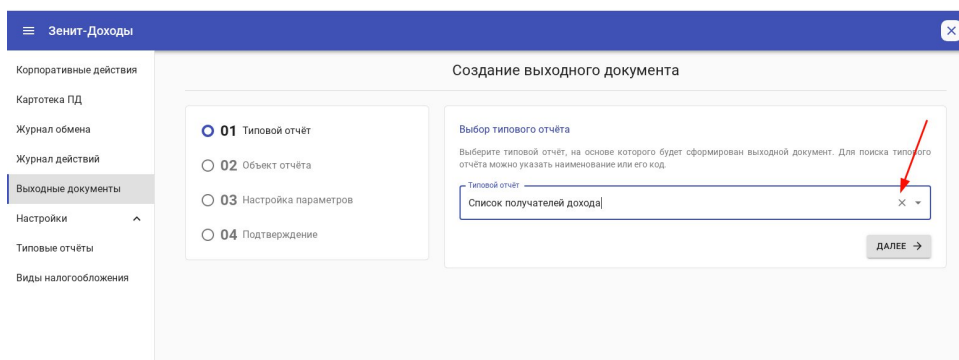 Зенит-Доходы
Корпоративные действия
Картотека ПД
Журнал обмена
Журнал действий
Выходные документы
Настройки
Типовые отчёты
Виды налогообложения
Создание выходного документа
01 Типовой отчёт
02 Объект отчёта
03 Настройка параметров
04 Подтверждение
Выбор типового отчёта
Выберите типовой отчёт, на основе которого будет сформирован выходной документ. Для поиска типового
отчёта можно указать наименование или его код.
Типовой отчёт
Список получателей дохода
ДАЛЕЕ →